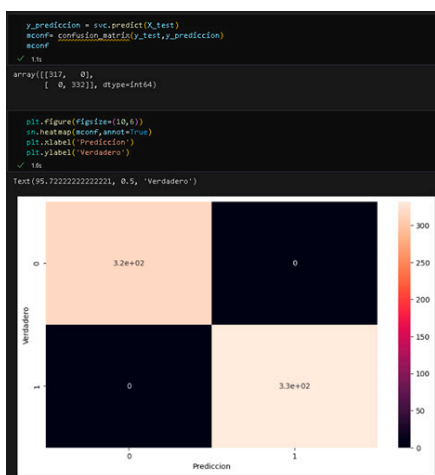 y_prediccion = svc.predict(X_test)
mconf= confusion_matrix(y_test,y_prediccion)
mconf
✓ 1.1s
array([[317, 0],
[ 0, 332]], dtype=int64)
plt.figure(figsize=(10,6))
sn.heatmap(mconf,annot=True)
plt.xlabel('Prediccion')
plt.ylabel('Verdadero')
✓ 1.6s
Text(95.72222222222221, 0.5, 'Verdadero')
0
3.2e+02
0
1
0
3.3e+02
Verdadero
0
1
Prediccion
300
250
200
150
100
50
0